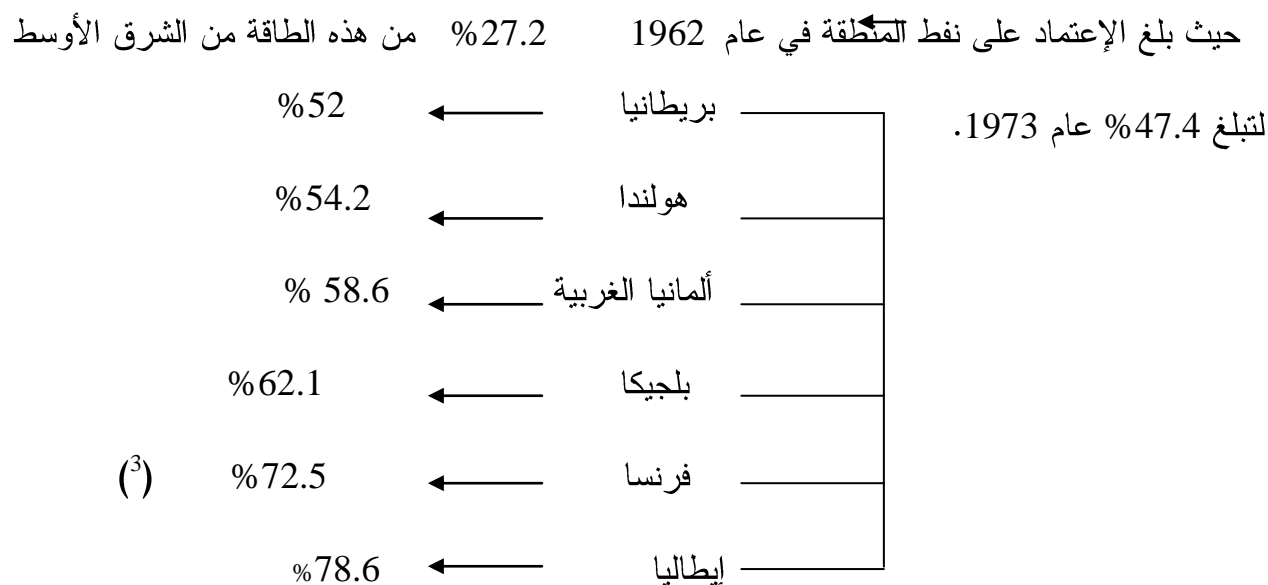 حيث بلغ الإعتماد على نفط المنطقة في عام 1962 27.2% من هذه الطاقة من الشرق الأوسط
لتبلغ 47.4% عام 1973.
بريطانيا 52%
هولندا 54.2%
ألمانيا الغربية 58.6 %
بلجيكا 62.1%
فرنسا 72.5% (3)
إيطاليا 78.6%